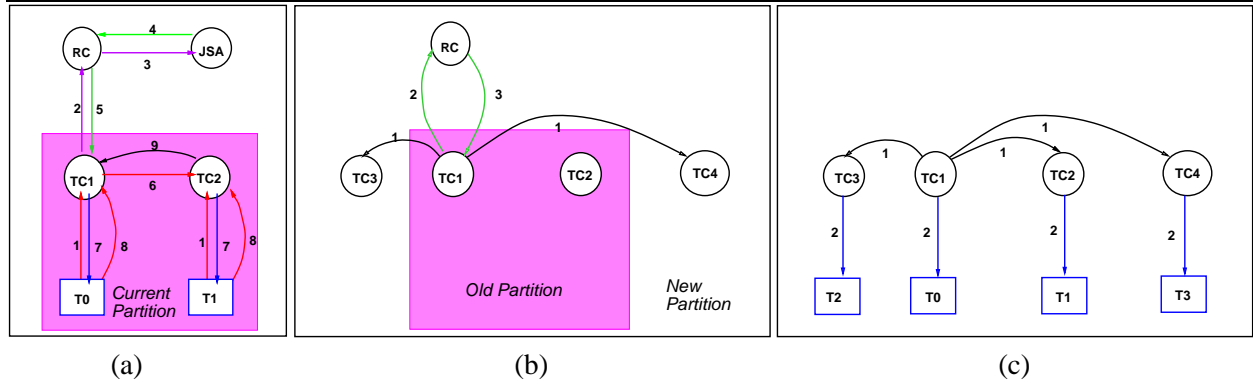 4
RC
JSA
3
2
5
9
TC1
TC2
6
1
7
8
1
7
8
T0
Current
Partition
T1
(a)
RC
2
3
1
1
TC3
TC1
TC2
TC4
Old Partition
New
Partition
(b)
1
1
1
TC3
TC1
TC2
TC4
2
2
2
2
T2
T0
T1
T3
(c)